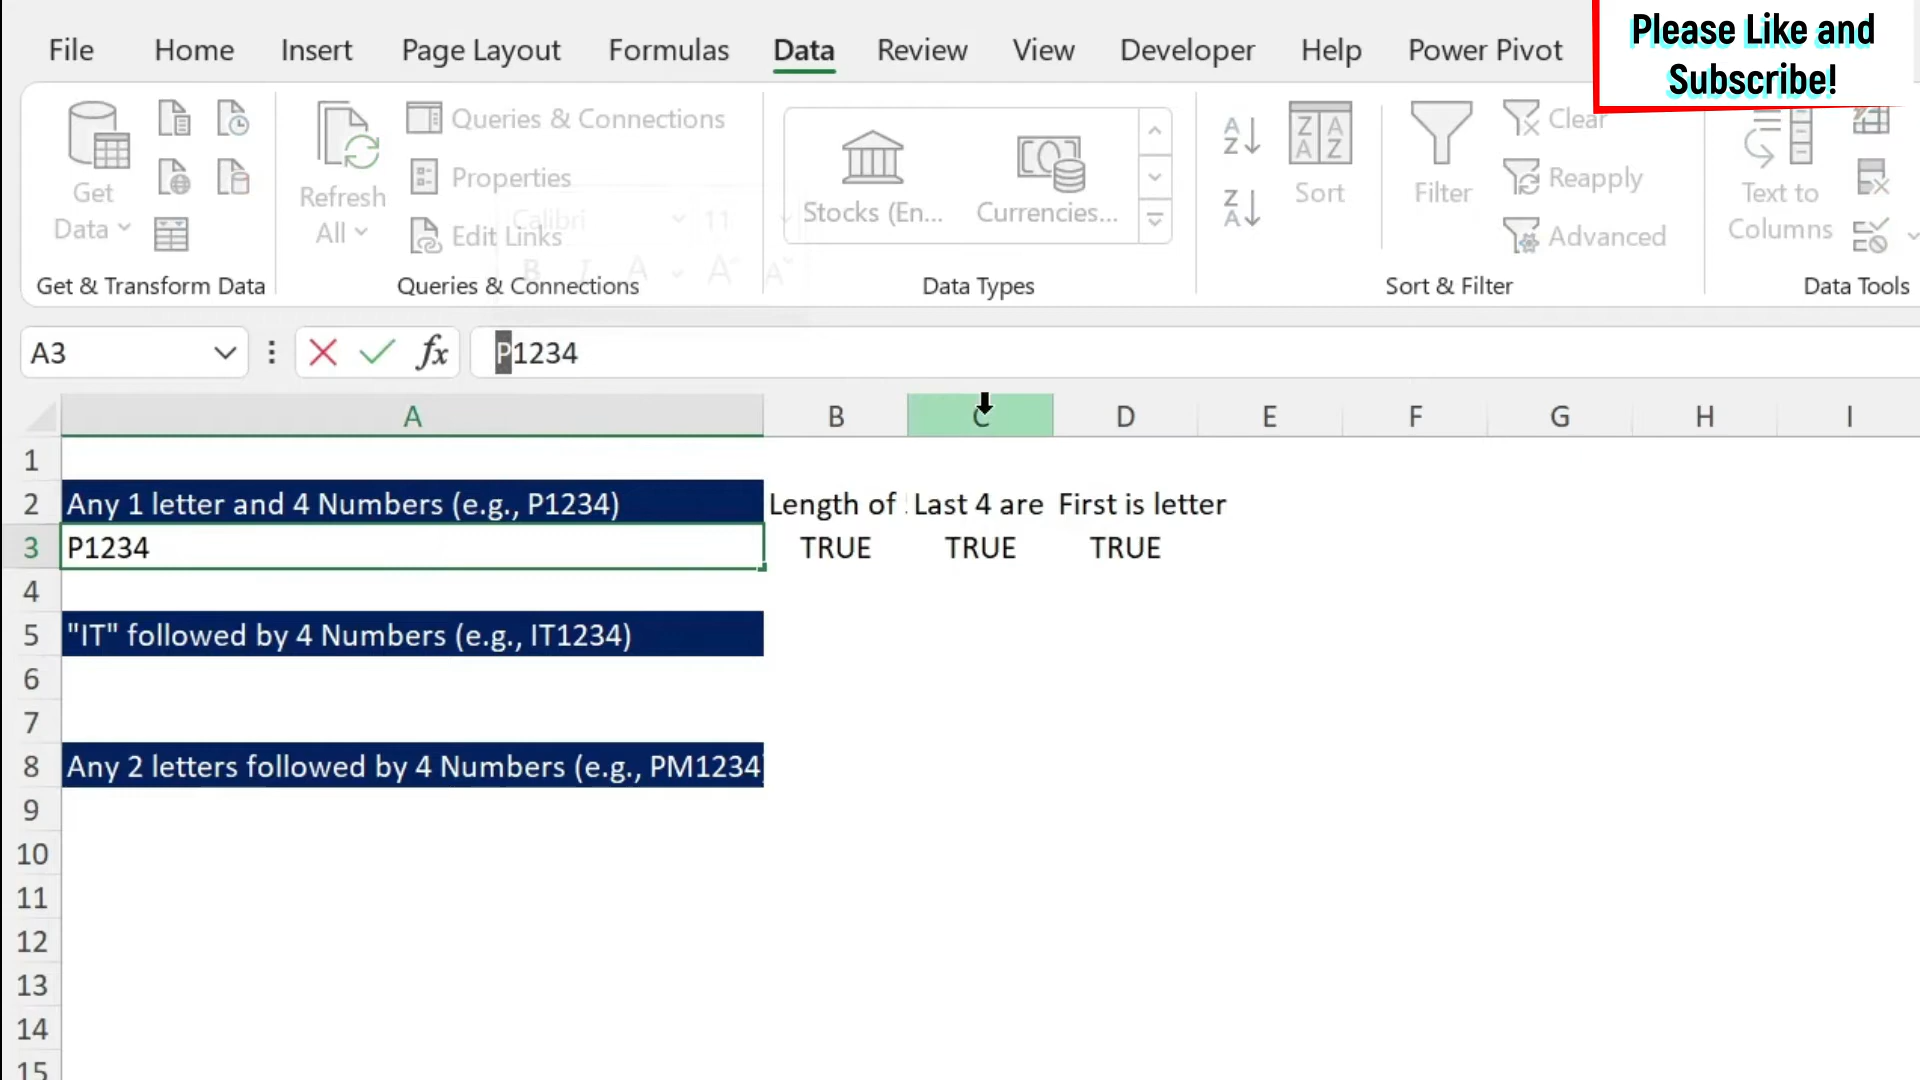 Please Like and
Subscribe!
File Home Insert Page Layout Formulas Data Review View Developer Help Power Pivot
Get
Data
Refresh
All
Queries & Connections
Properties
Edit Links
Calibri 11
B I A A A
Stocks (En...
Currencies...
A
Z
Z
A
Z A
A Z
Sort
Filter
Clear
Reapply
Advanced
Text to
Columns
Get & Transform Data Queries & Connections Data Types Sort & Filter Data Tools
A3 fx P1234
A B C D E F G H I
1
2 Any 1 letter and 4 Numbers (e.g., P1234) Length of Last 4 are First is letter
3 P1234 TRUE TRUE TRUE
4
5 "IT" followed by 4 Numbers (e.g., IT1234)
6
7
8 Any 2 letters followed by 4 Numbers (e.g., PM1234)
9
10
11
12
13
14
15